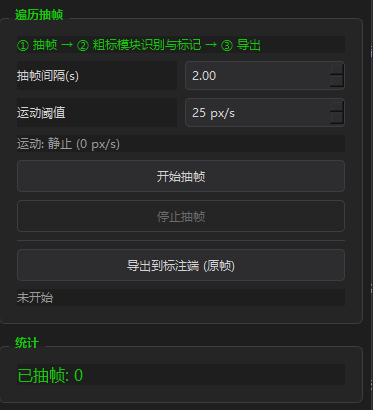 遍历抽帧
① 抽帧 → ② 粗标模块识别与标记 → ③ 导出
抽帧间隔(s) 2.00
运动阈值 25 px/s
运动: 静止 (0 px/s)
开始抽帧
停止抽帧
导出到标注端 (原帧)
未开始
统计
已抽帧: 0